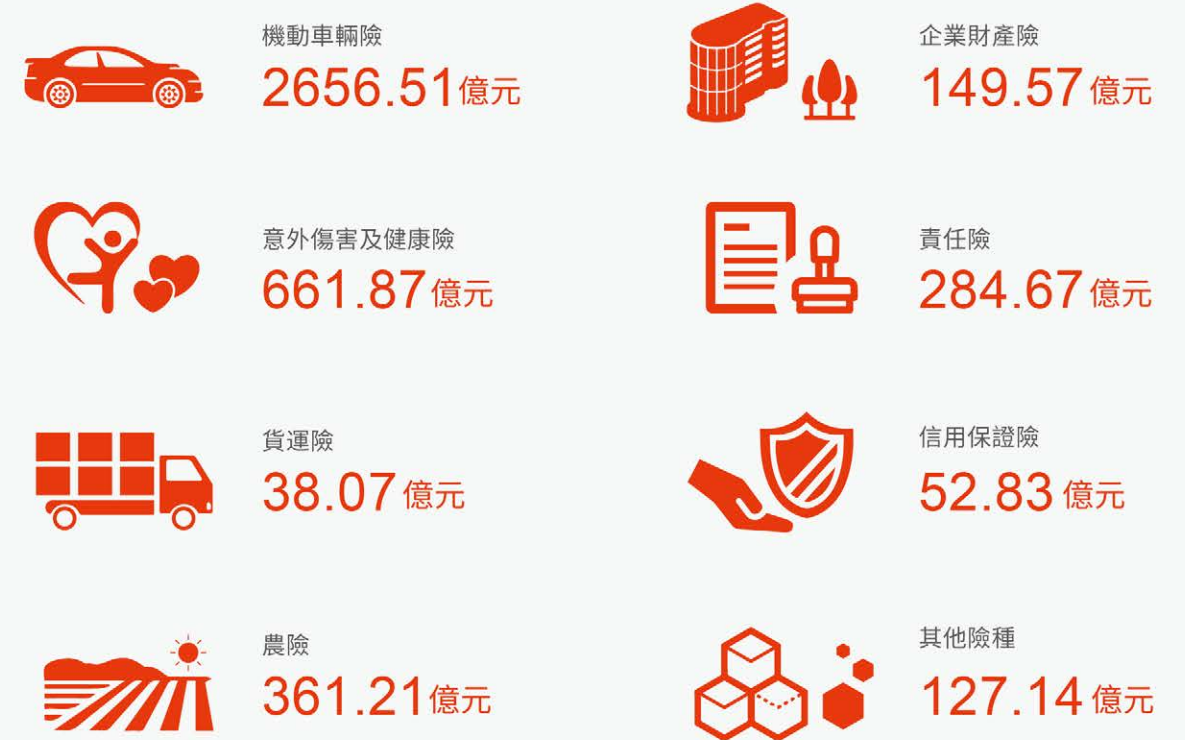 機動車輛險
2656.51億元
企業財產險
149.57億元
意外傷害及健康險
661.87億元
責任險
284.67億元
貨運險
38.07億元
信用保證險
52.83億元
農險
361.21億元
其他險種
127.14億元